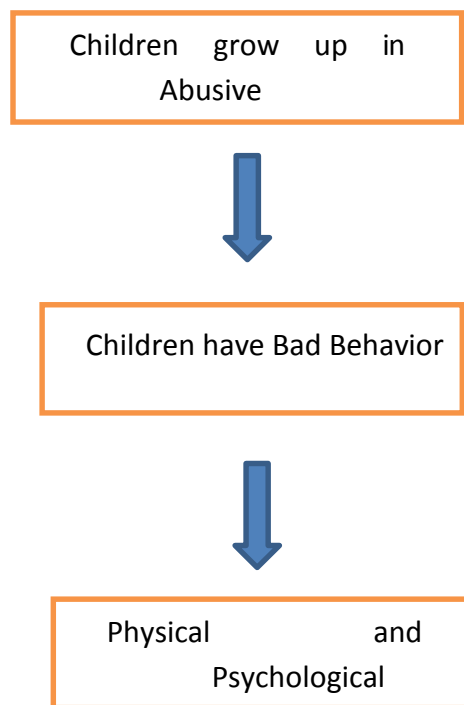 Children grow up in
Abusive
Children have Bad Behavior
Physical and
Psychological